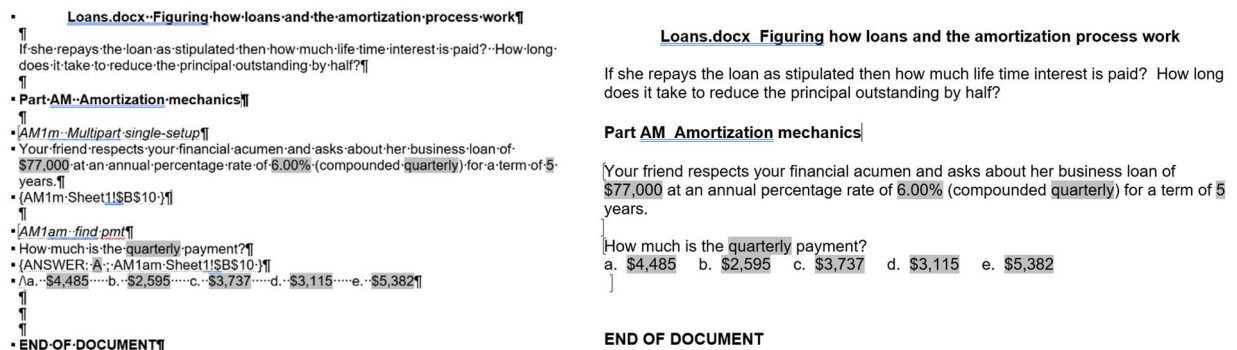 Loans.docx··Figuring·how·loans·and·the·amortization·process·work¶
¶
If·she·repays·the·loan·as·stipulated·then·how·much·life·time·interest·is·paid?··How·long·
does·it·take·to·reduce·the·principal·outstanding·by·half?¶
¶
Part·AM··Amortization·mechanics¶
¶
AM1m··Multipart·single-setup¶
Your·friend·respects·your·financial·acumen·and·asks·about·her·business·loan·of·
$77,000·at·an·annual·percentage·rate·of·6.00%·(compounded·quarterly)·for·a·term·of·5·
years.¶
{AM1m·Sheet1!$B$10·}¶
¶
AM1am··find·pmt¶
How·much·is·the·quarterly·payment?¶
{ANSWER:·A·;·AM1am·Sheet1!$B$10·}¶
a.··$4,485·····b.··$2,595·····c.··$3,737·····d.··$3,115·····e.··$5,382¶
¶
¶
¶
END·OF·DOCUMENT¶
Loans.docx  Figuring how loans and the amortization process work
If she repays the loan as stipulated then how much life time interest is paid?  How long
does it take to reduce the principal outstanding by half?
Part AM  Amortization mechanics
Your friend respects your financial acumen and asks about her business loan of
$77,000 at an annual percentage rate of 6.00% (compounded quarterly) for a term of 5
years.
How much is the quarterly payment?
a.  $4,485     b.  $2,595     c.  $3,737     d.  $3,115     e.  $5,382
END OF DOCUMENT